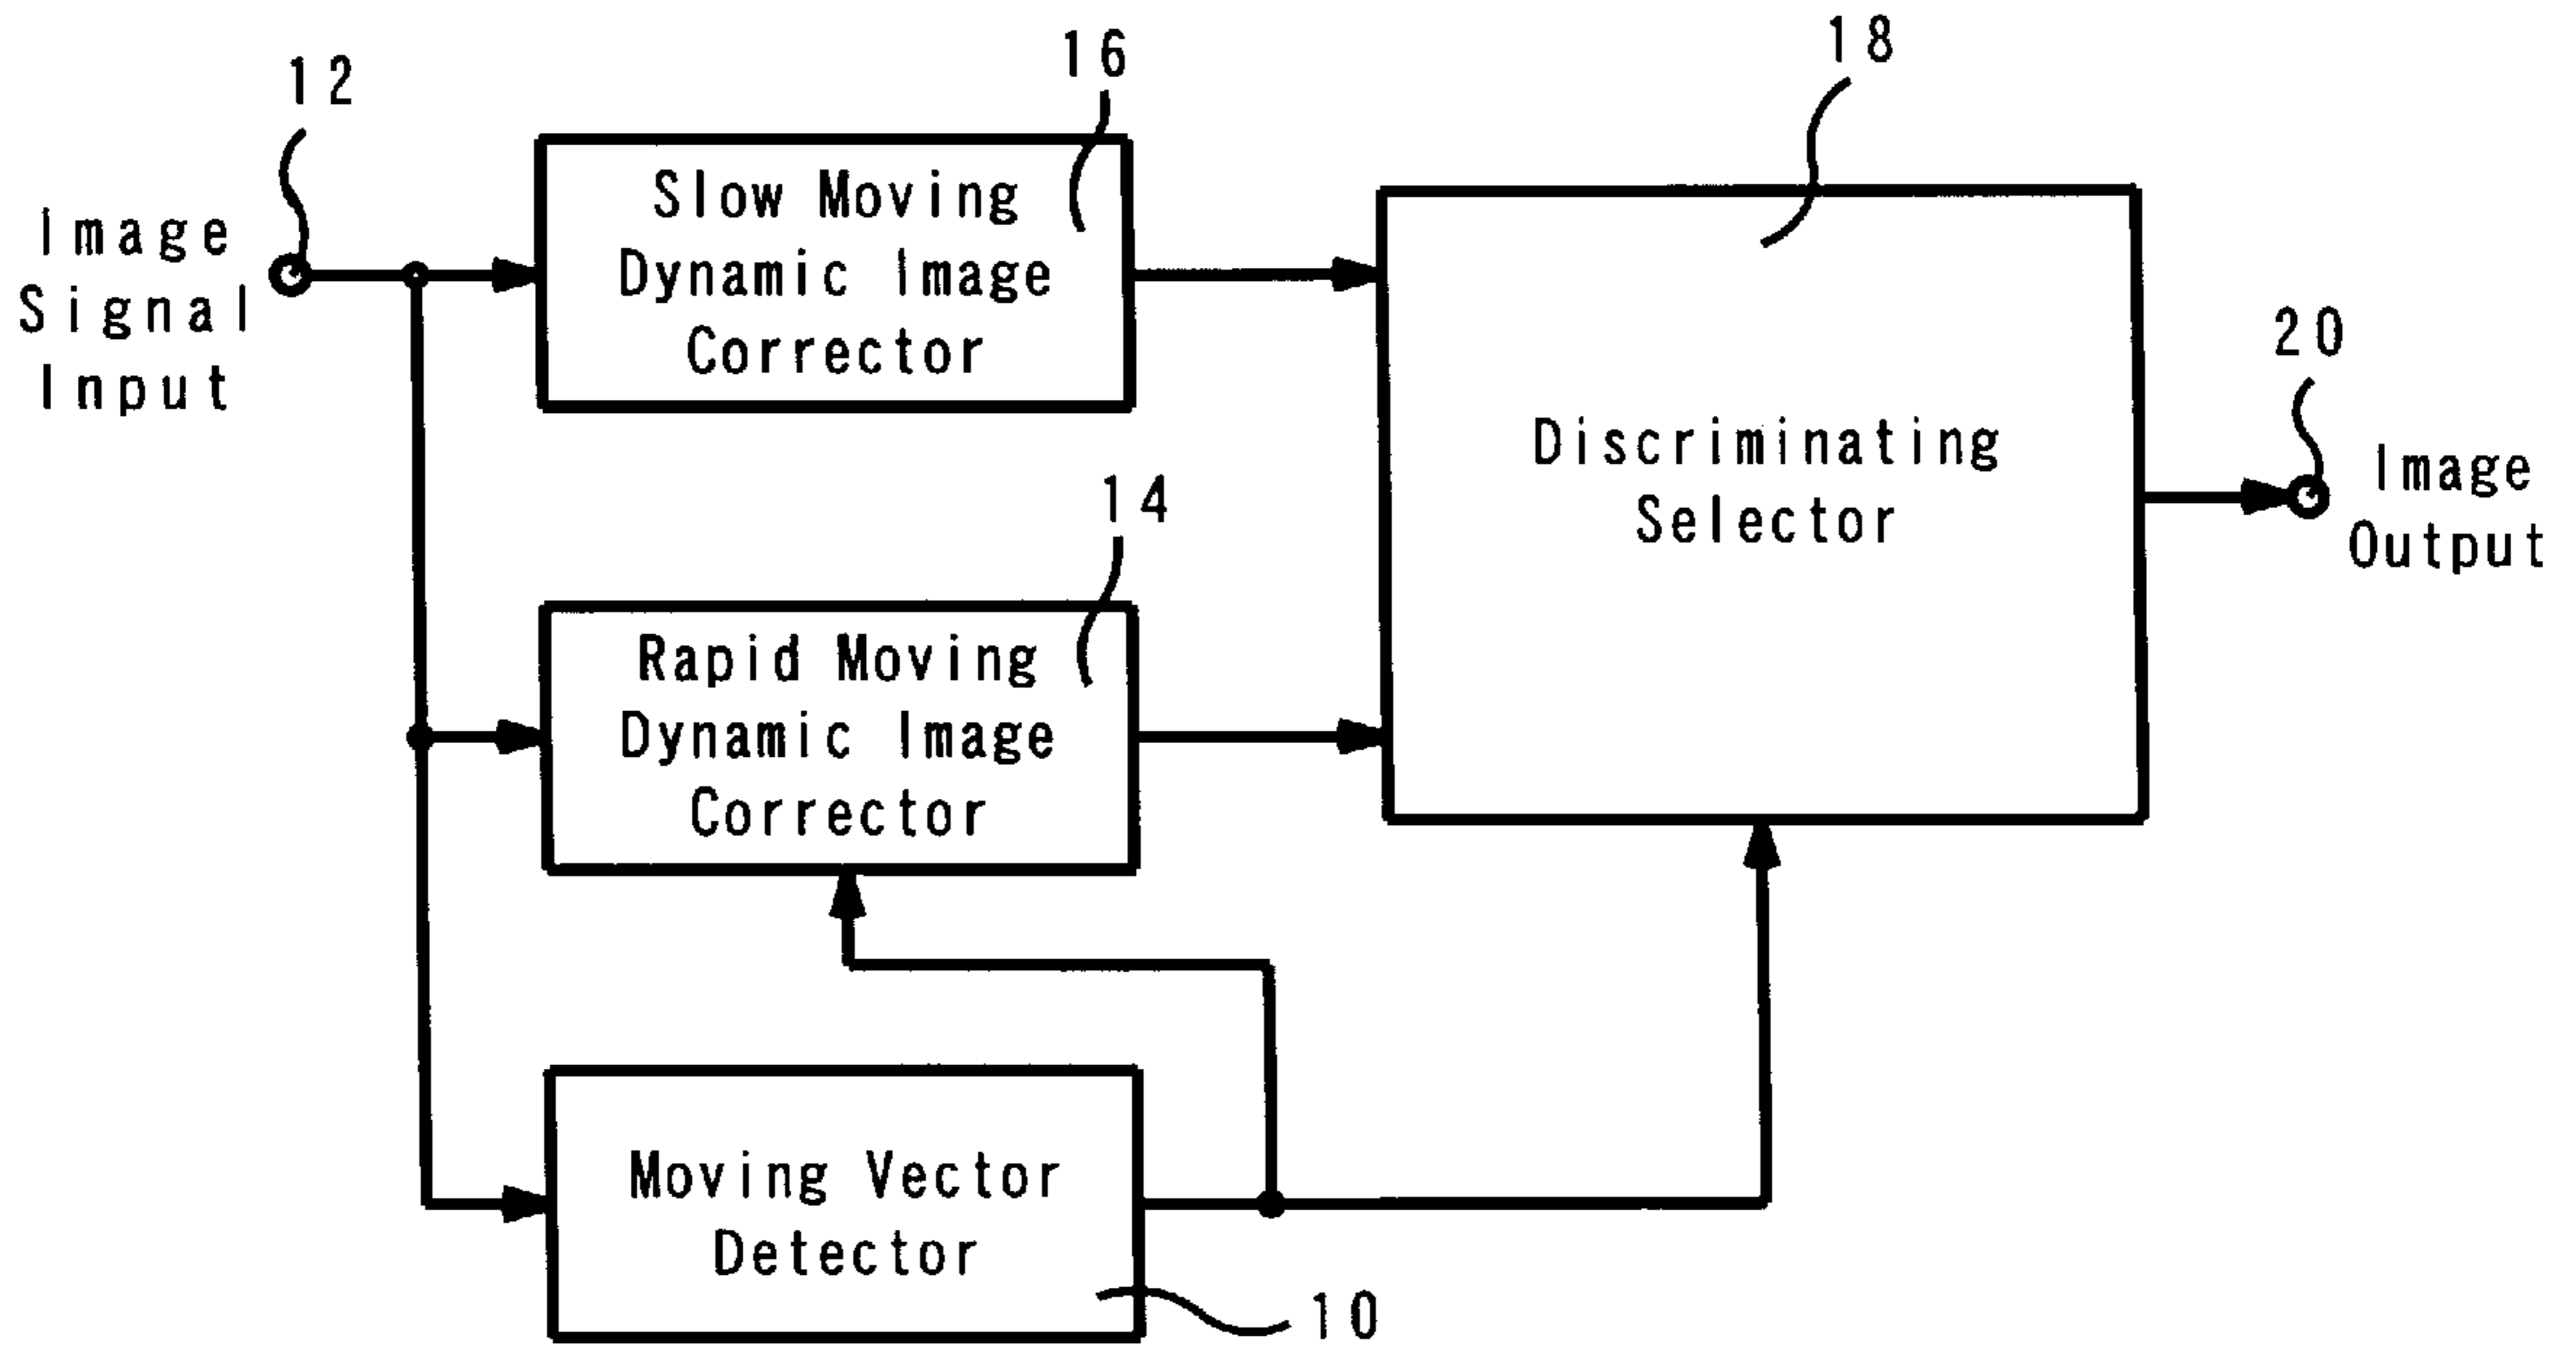 12
16
18
Image
Signal
Input
Slow Moving
Dynamic Image
Corrector
Discriminating
Selector
20
Image
Output
14
Rapid Moving
Dynamic Image
Corrector
Moving Vector
Detector
10